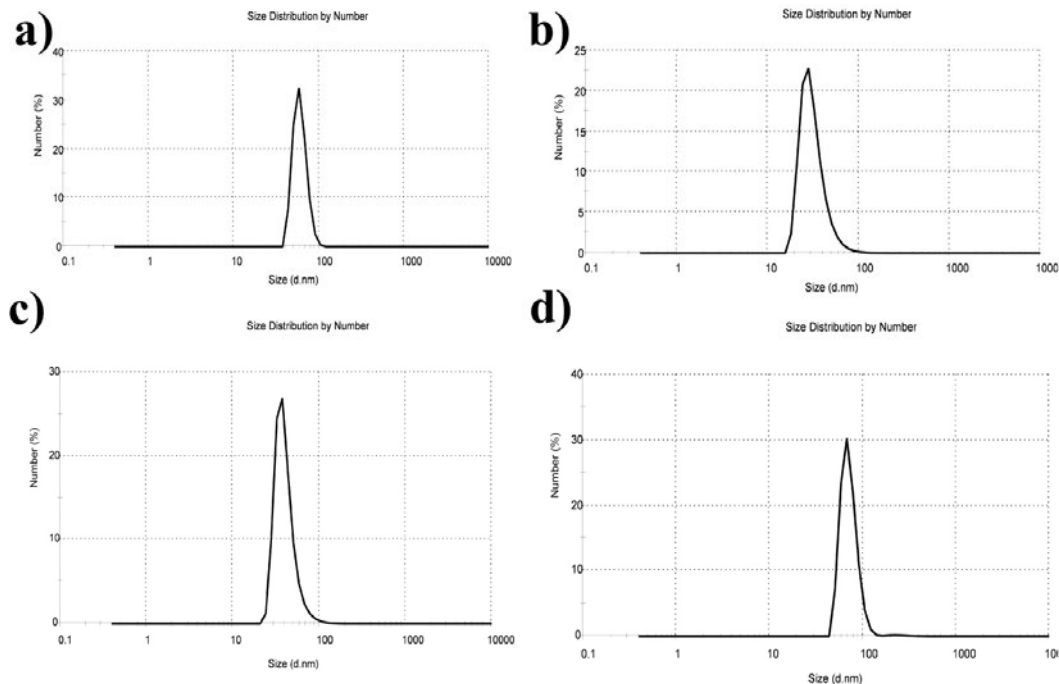 a)
Size Distribution by Number
40
30
20
10
0
Number (%)
0.1 1 10 100 1000 10000
Size (d.nm)
b)
Size Distribution by Number
25
20
15
10
5
0
Number (%)
0.1 1 10 100 1000 1000
Size (d.nm)
c)
Size Distribution by Number
30
20
10
0
Number (%)
0.1 1 10 100 1000 10000
Size (d.nm)
d)
Size Distribution by Number
40
30
20
10
0
Number (%)
0.1 1 10 100 1000
Size (d.nm)